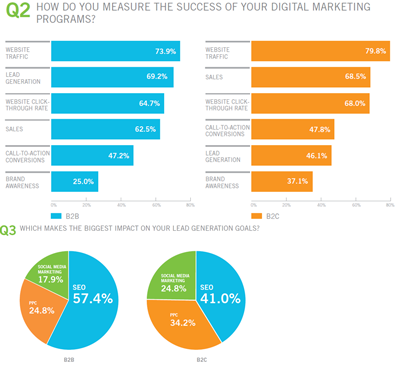 Q2 HOW DO YOU MEASURE THE SUCCESS OF YOUR DIGITAL MARKETING
PROGRAMS?
WEBSITE
TRAFFIC
73.9%
LEAD
GENERATION
69.2%
WEBSITE CLICK-
THROUGH RATE
64.7%
SALES
62.5%
CALL-TO-ACTION
CONVERSIONS
47.2%
BRAND
AWARENESS
25.0%
0% 20% 40% 60% 80%
B2B
WEBSITE
TRAFFIC
79.8%
SALES
68.5%
WEBSITE CLICK-
THROUGH RATE
68.0%
CALL-TO-ACTION
CONVERSIONS
47.8%
LEAD
GENERATION
46.1%
BRAND
AWARENESS
37.1%
0% 20% 40% 60% 80%
B2C
Q3 WHICH MAKES THE BIGGEST IMPACT ON YOUR LEAD GENERATION GOALS?
SOCIAL MEDIA
MARKETING
17.9%
SEO
57.4%
PPC
24.8%
B2B
SOCIAL MEDIA
MARKETING
24.8%
SEO
41.0%
PPC
34.2%
B2C